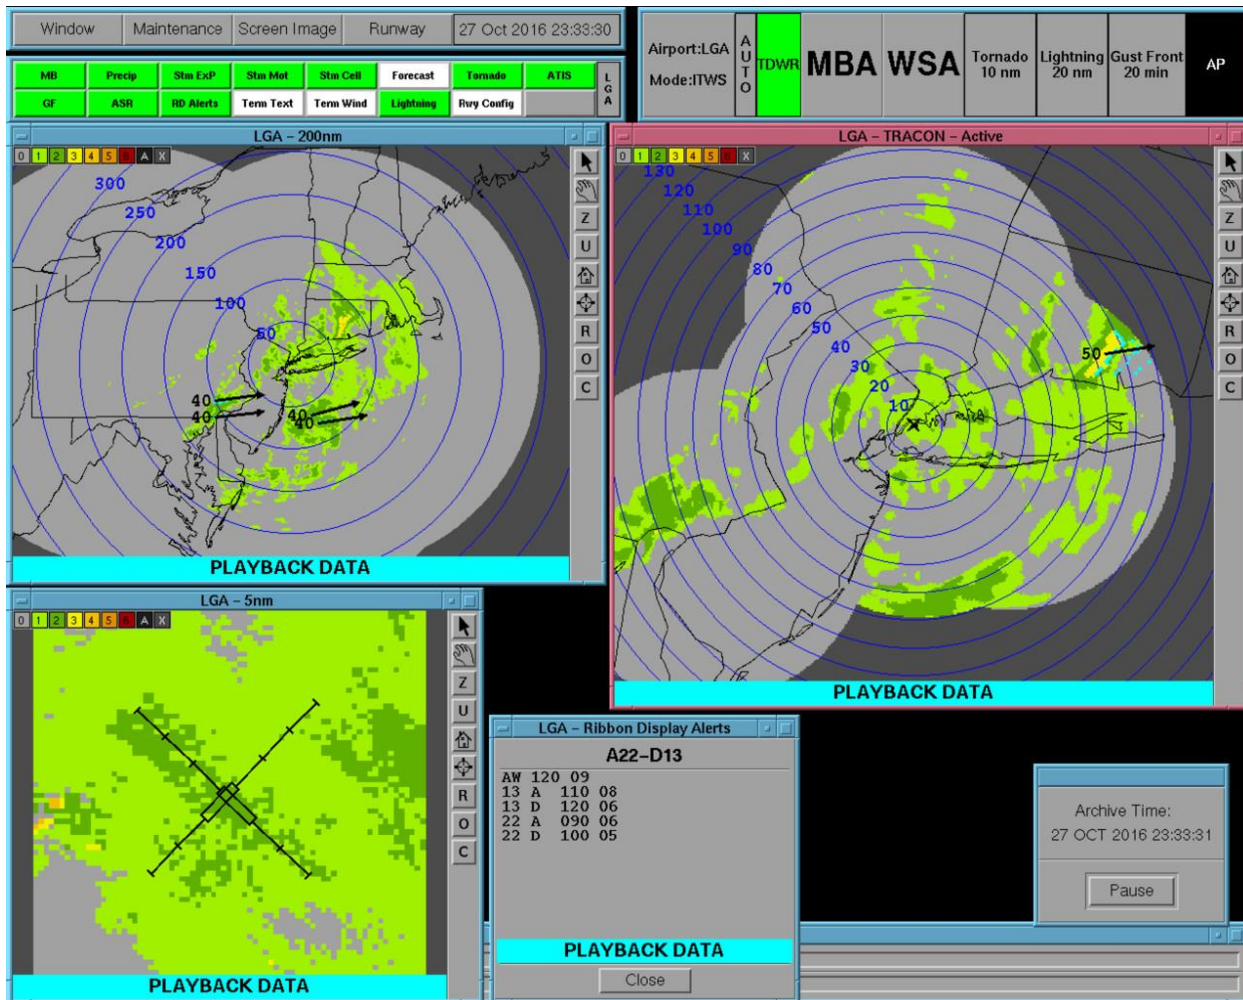 Window Maintenance Screen Image Runway 27 Oct 2016 23:33:30
MB Precip Stm ExP Stm Mot Stm Cell Forecast Tornado ATIS
GF ASR RD Alerts Term Text Term Wind Lightning Rwy Config
LGA
Airport:LGA
Mode:ITWS
AUTO
TDWR
MBA
WSA
Tornado
10 nm
Lightning
20 nm
Gust Front
20 min
AP
LGA – 200nm
0 1 2 3 4 5 6 A X
300
250
200
150
100
50
40
40
40
Z
U
R
O
C
PLAYBACK DATA
LGA – TRACON – Active
0 1 2 3 4 5 6 X
130
120
110
100
90
80
70
60
50
40
30
20
10
50
Z
U
R
O
C
PLAYBACK DATA
LGA – 5nm
0 1 2 3 4 5 6 A X
Z
U
R
O
C
PLAYBACK DATA
LGA – Ribbon Display Alerts
A22–D13
AW 120 09
13 A 110 08
13 D 120 06
22 A 090 06
22 D 100 05
PLAYBACK DATA
Close
Archive Time:
27 OCT 2016 23:33:31
Pause